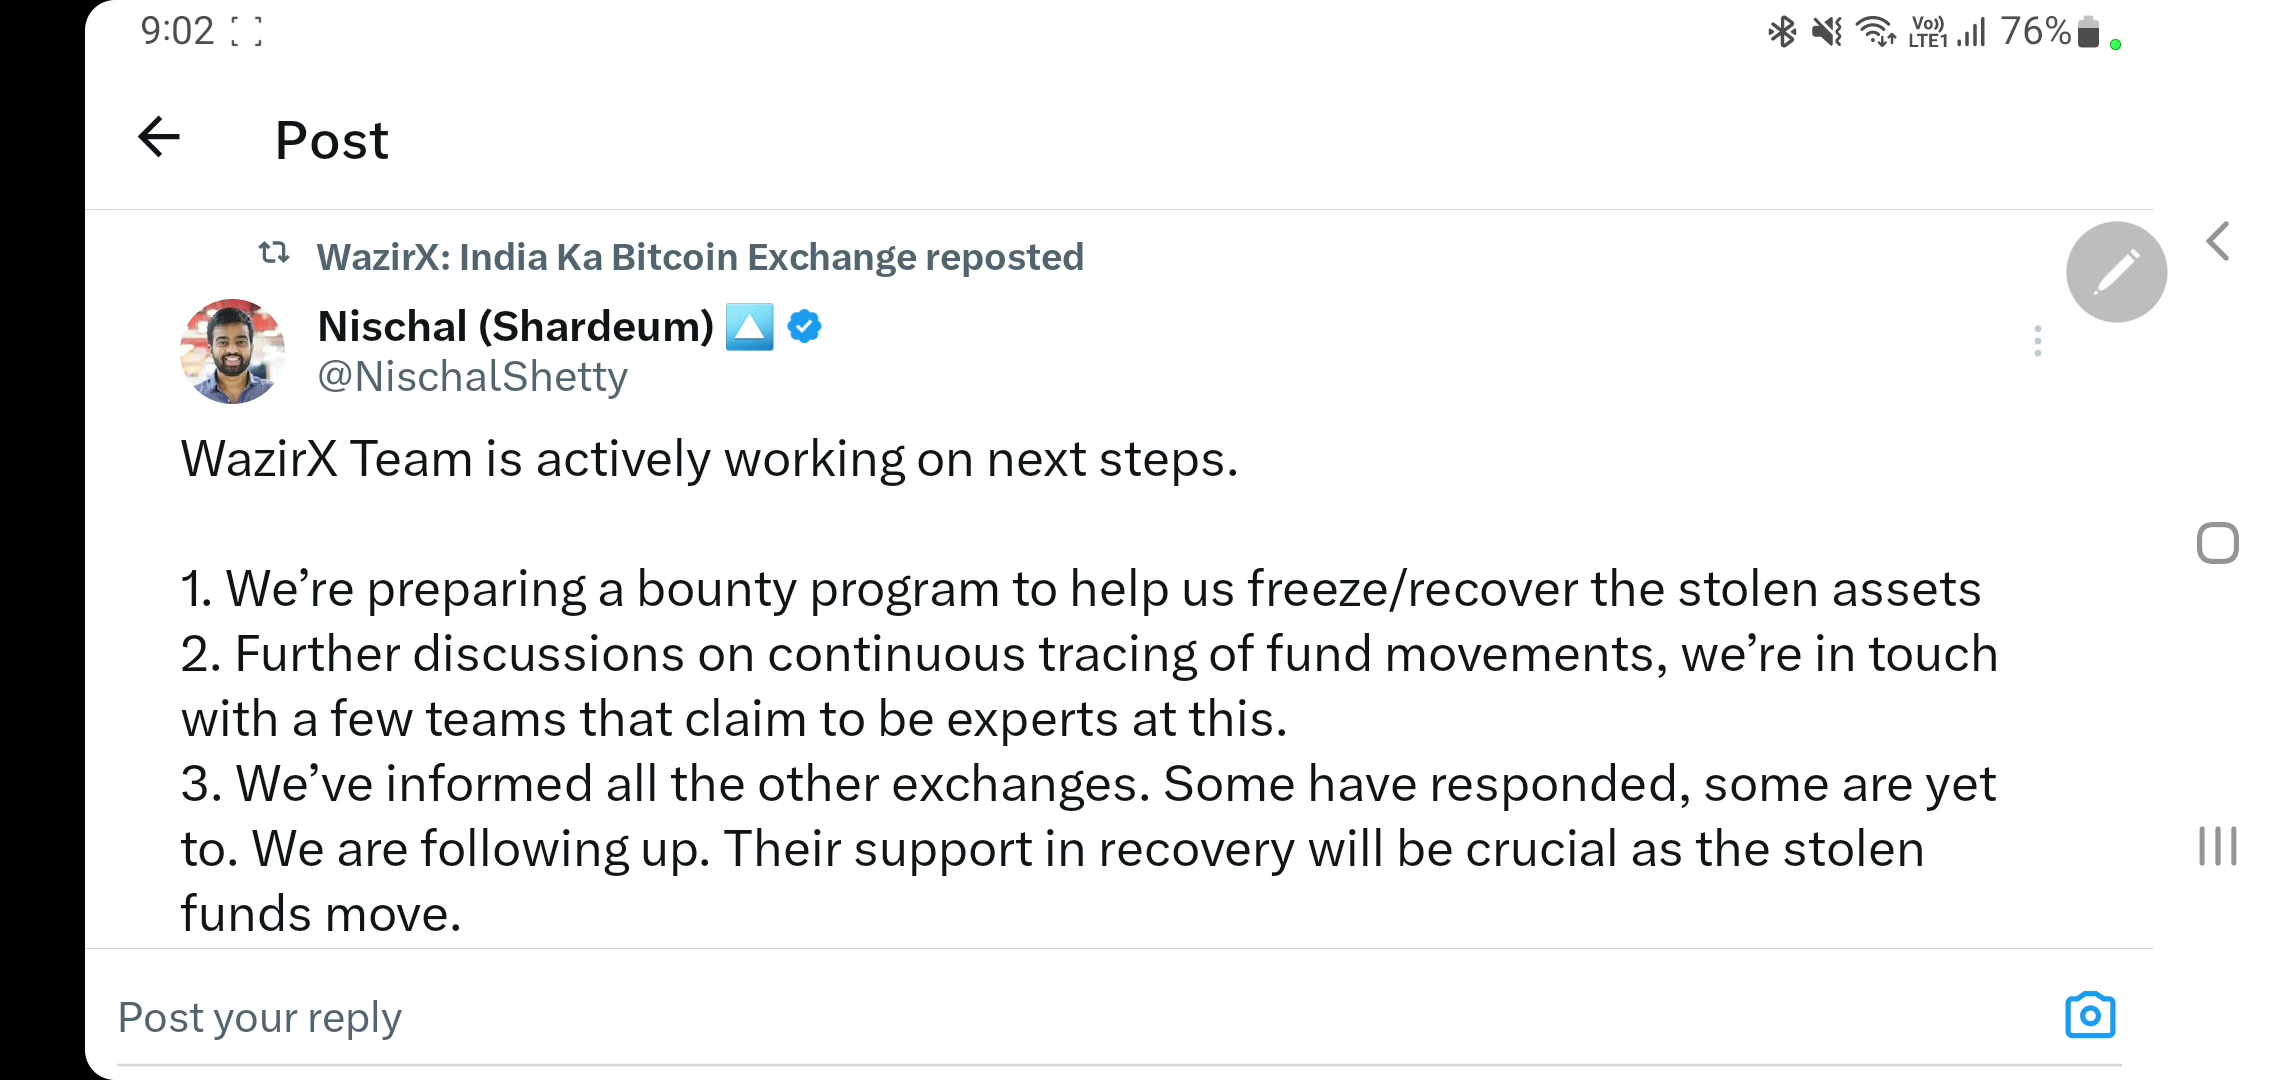 9:02
Vo))
LTE1
76%
Post
WazirX: India Ka Bitcoin Exchange reposted
Nischal (Shardeum)
@NischalShetty
WazirX Team is actively working on next steps.
1. We’re preparing a bounty program to help us freeze/recover the stolen assets
2. Further discussions on continuous tracing of fund movements, we’re in touch
with a few teams that claim to be experts at this.
3. We’ve informed all the other exchanges. Some have responded, some are yet
to. We are following up. Their support in recovery will be crucial as the stolen
funds move.
Post your reply